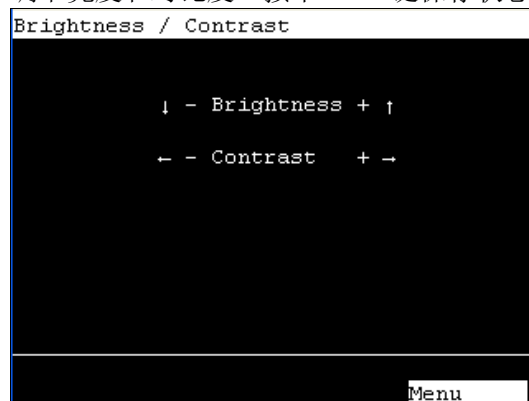 Brightness / Contrast
↓ - Brightness + ↑
← - Contrast + →
Menu